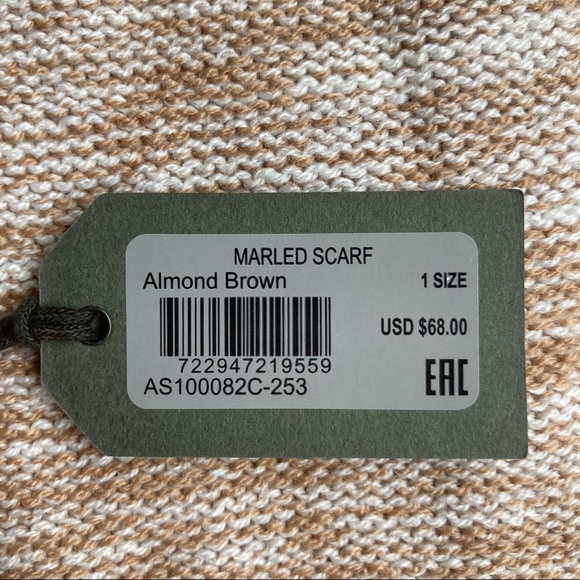 MARLED SCARF
Almond Brown 1 SIZE
USD $68.00
722947219559
AS100082C-253
EAC